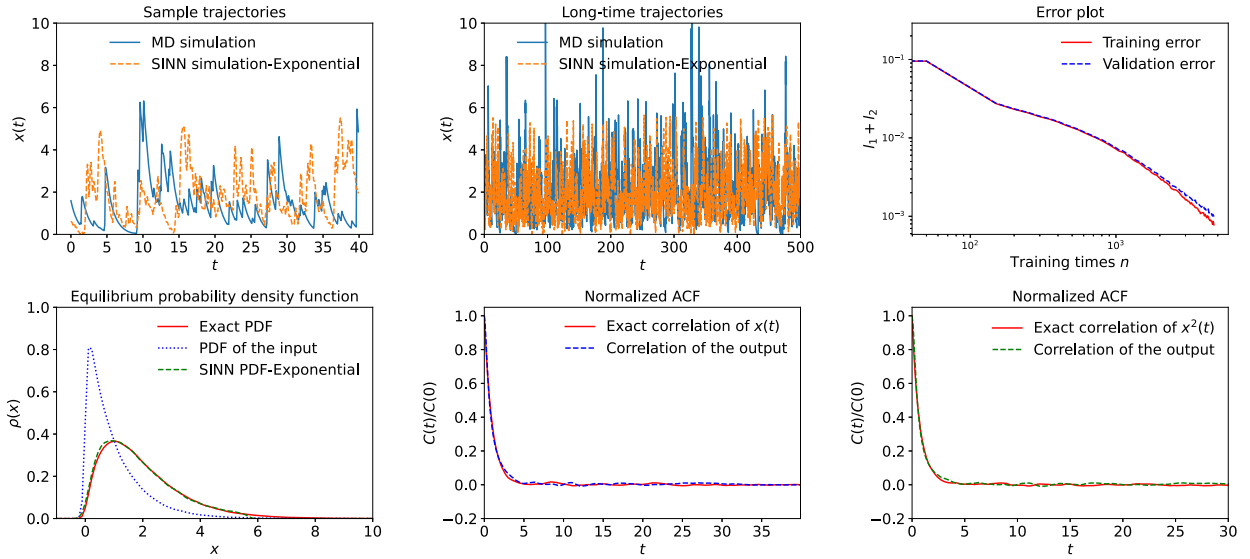 Sample trajectories
10
8
6
4
2
0
x(t)
MD simulation
SINN simulation-Exponential
0 5 10 15 20 25 30 35 40
t
Long-time trajectories
10
8
6
4
2
0
x(t)
MD simulation
SINN simulation-Exponential
0 100 200 300 400 500
t
Error plot
10⁻¹
10⁻²
10⁻³
l₁ + l₂
Training error
Validation error
10² 10³
Training times n
Equilibrium probability density function
1.0
0.8
0.6
0.4
0.2
0.0
ρ(x)
Exact PDF
PDF of the input
SINN PDF-Exponential
0 2 4 6 8 10
x
Normalized ACF
1.0
0.8
0.6
0.4
0.2
0.0
−0.2
C(t)/C(0)
Exact correlation of x(t)
Correlation of the output
0 5 10 15 20 25 30 35
t
Normalized ACF
1.0
0.8
0.6
0.4
0.2
0.0
−0.2
C(t)/C(0)
Exact correlation of x²(t)
Correlation of the output
0 5 10 15 20 25 30
t